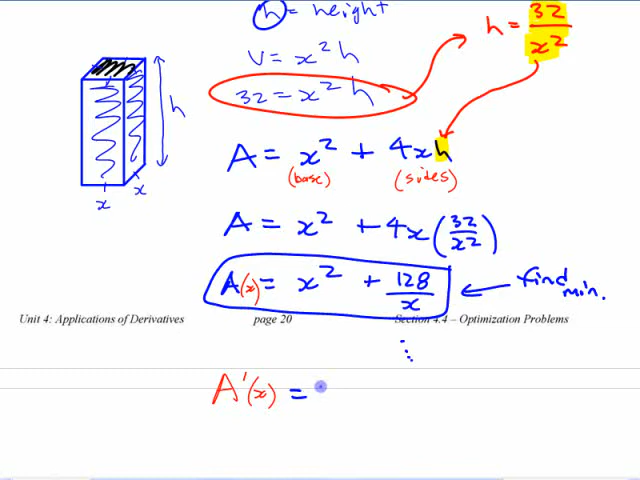 h = height
h = 32/x²
V = x²h
32 = x² h
h
A = x² + 4xh
(base) (sides)
x
x
A = x² + 4x(32/x²)
A(x) = x² + 128/x ← find min.
Unit 4: Applications of Derivatives page 20 Section 4.4 – Optimization Problems
A'(x) =